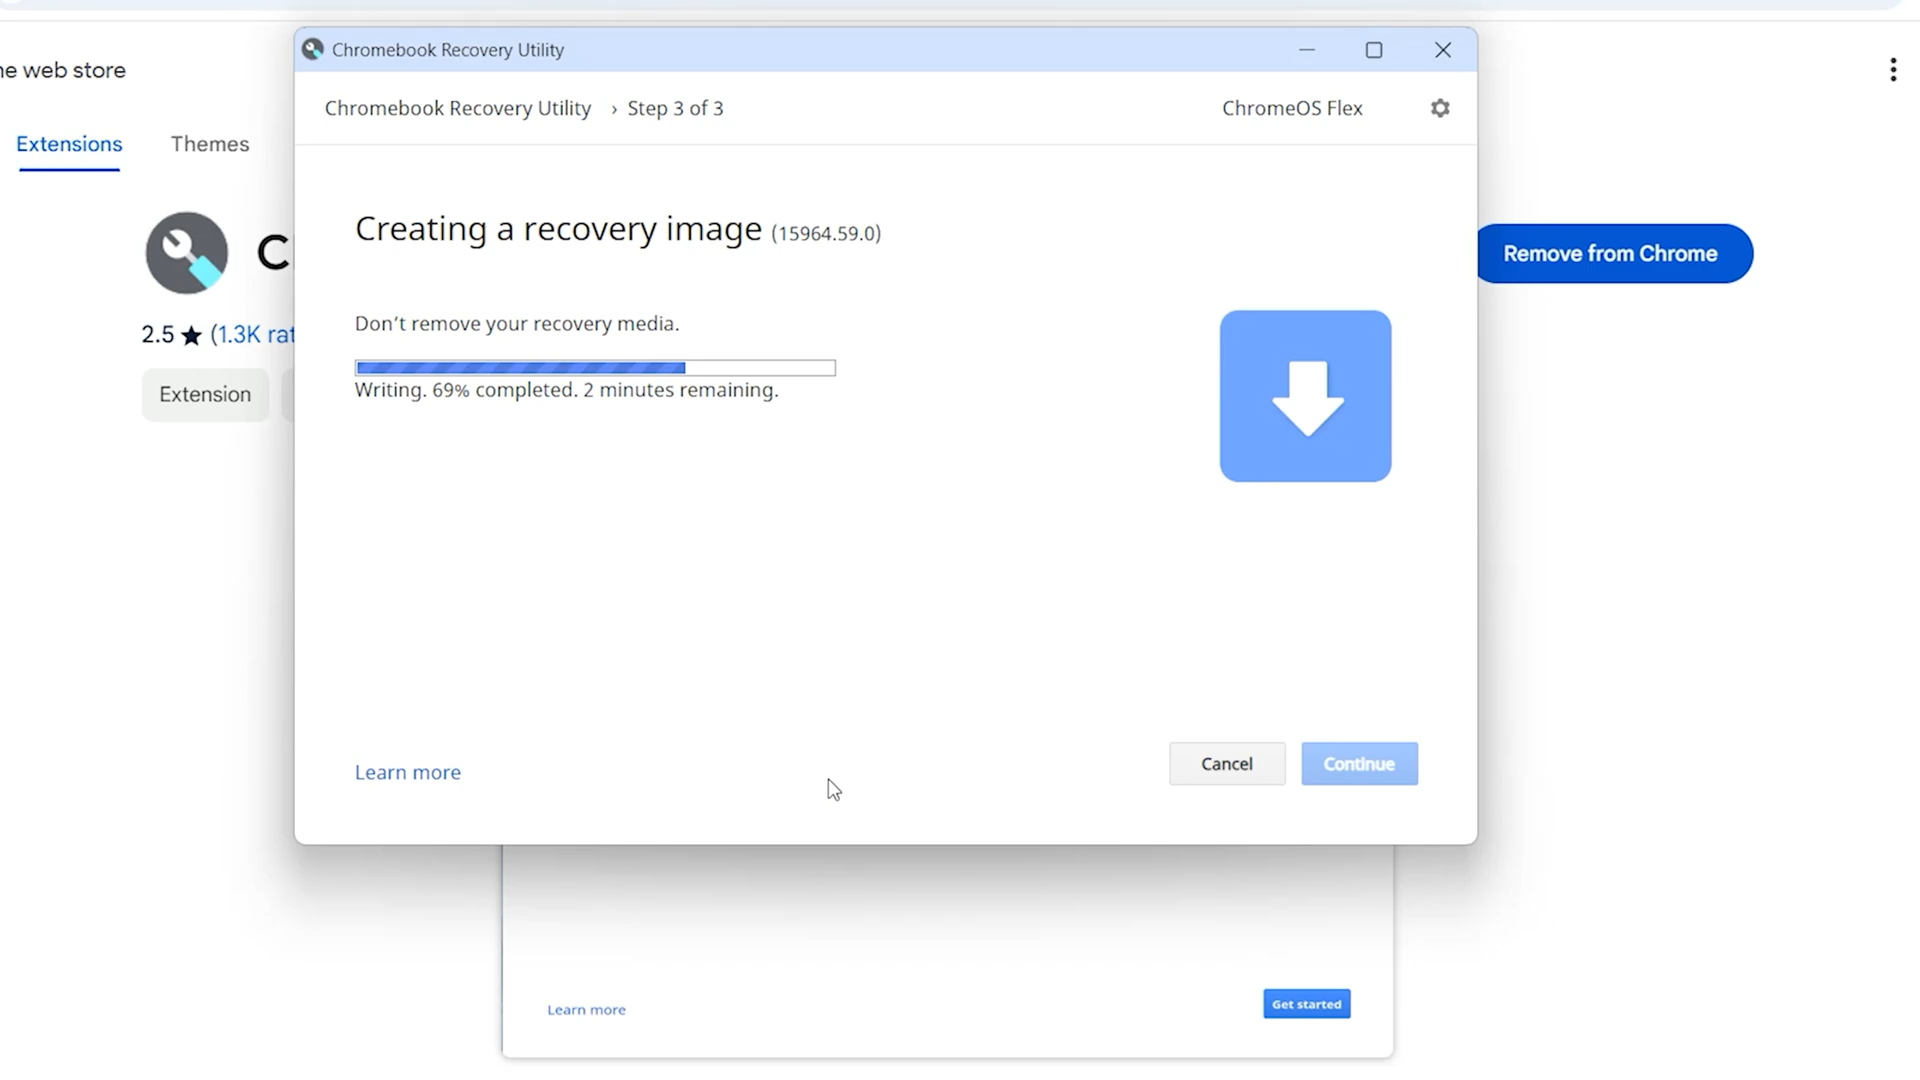 Chromebook Recovery Utility
web store
Chromebook Recovery Utility › Step 3 of 3
ChromeOS Flex
Extensions
Themes
Creating a recovery image (15964.59.0)
Remove from Chrome
Don’t remove your recovery media.
2.5 ★ (1.3K
Writing. 69% completed. 2 minutes remaining.
Extension
Cancel
Continue
Learn more
Learn more
Get started